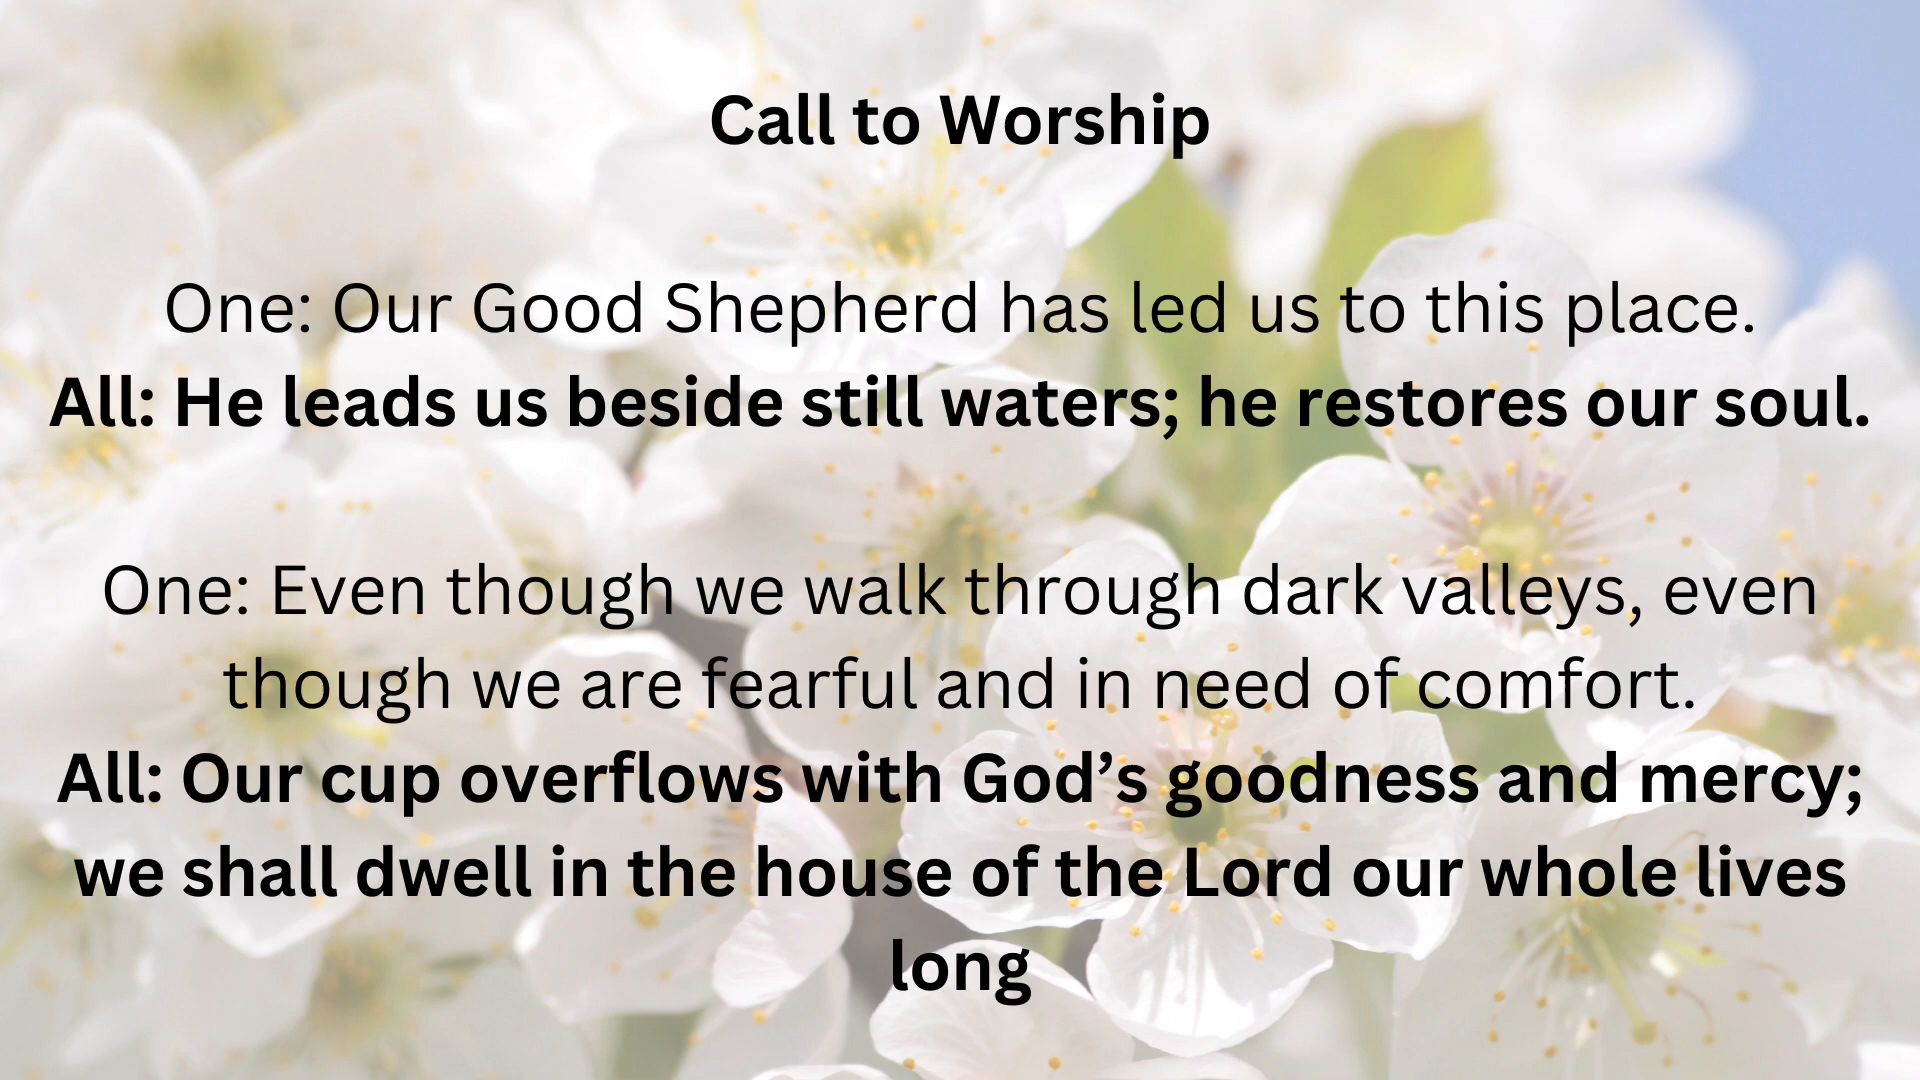 Call to Worship
One: Our Good Shepherd has led us to this place.
All: He leads us beside still waters; he restores our soul.
One: Even though we walk through dark valleys, even
though we are fearful and in need of comfort.
All: Our cup overflows with God’s goodness and mercy;
we shall dwell in the house of the Lord our whole lives
long